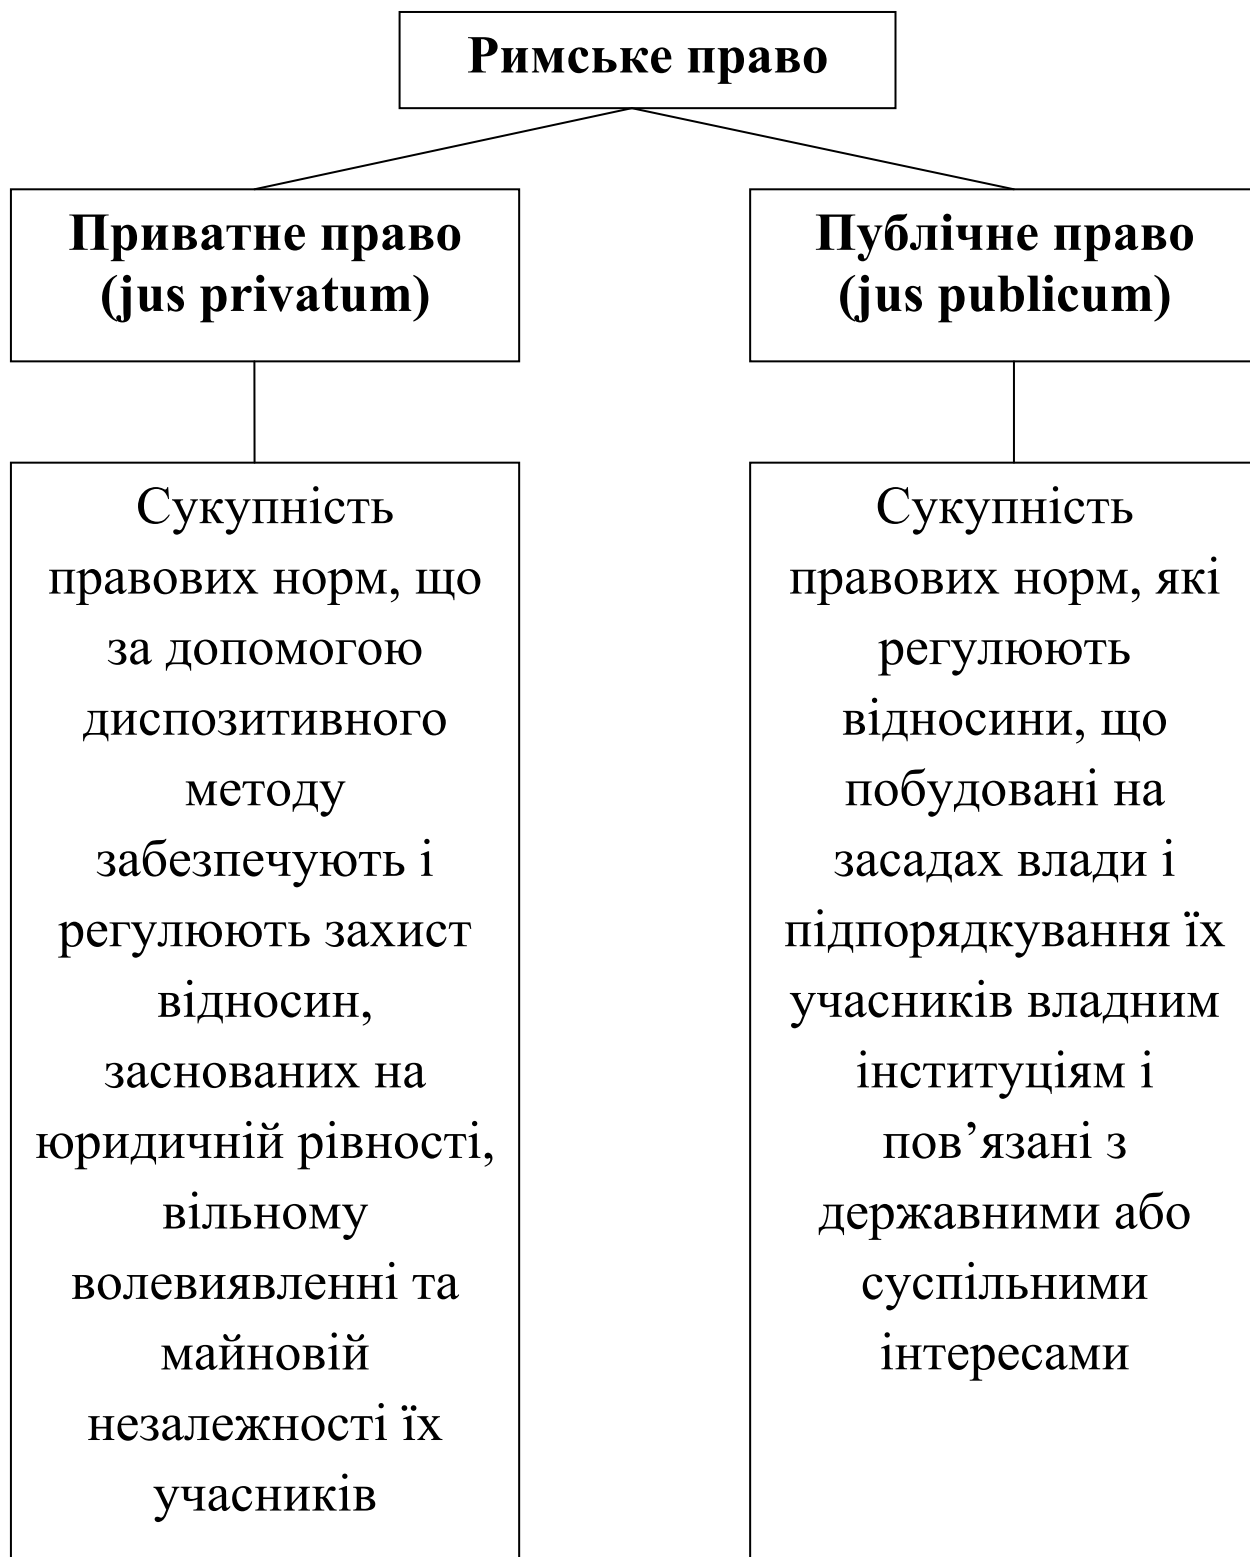 Римське право
Приватне право
(jus privatum)
Публічне право
(jus publicum)
Сукупність
правових норм, що
за допомогою
диспозитивного
методу
забезпечують і
регулюють захист
відносин,
заснованих на
юридичній рівності,
вільному
волевиявленні та
майновій
незалежності їх
учасників
Сукупність
правових норм, які
регулюють
відносини, що
побудовані на
засадах влади і
підпорядкування їх
учасників владним
інституціям і
пов’язані з
державними або
суспільними
інтересами